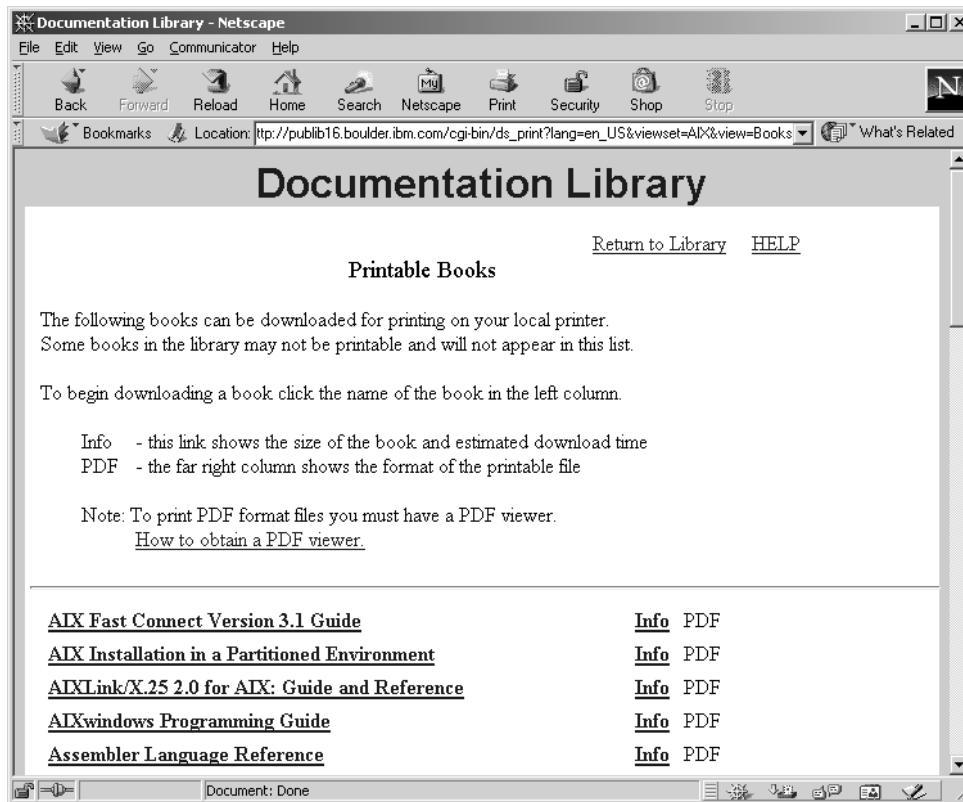 Documentation Library - Netscape
File Edit View Go Communicator Help
My
N
Back Forward Reload Home Search Netscape Print Security Shop Stop
Bookmarks Location: ttp://publib16.boulder.ibm.com/cgi-bin/ds_print?lang=en_US&viewset=AIX&view=Books What's Related
Documentation Library
Return to Library HELP
Printable Books
The following books can be downloaded for printing on your local printer.
Some books in the library may not be printable and will not appear in this list.
To begin downloading a book click the name of the book in the left column.
Info - this link shows the size of the book and estimated download time
PDF - the far right column shows the format of the printable file
Note: To print PDF format files you must have a PDF viewer.
How to obtain a PDF viewer.
AIX Fast Connect Version 3.1 Guide Info PDF
AIX Installation in a Partitioned Environment Info PDF
AIXLink/X.25 2.0 for AIX: Guide and Reference Info PDF
AIXwindows Programming Guide Info PDF
Assembler Language Reference Info PDF
Document: Done